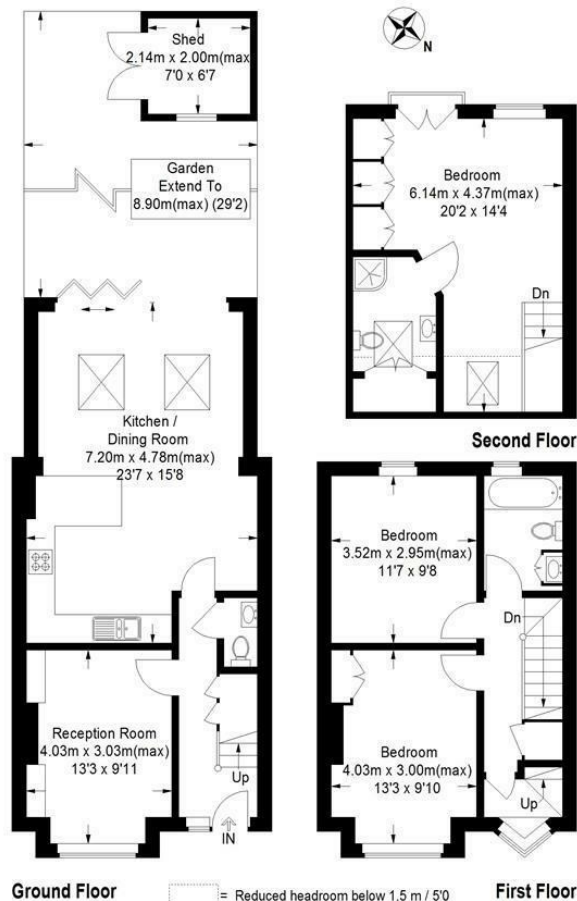 Shed
2.14m x 2.00m(max)
7'0 x 6'7
N
Garden
Extend To
8.90m(max) (29'2)
Bedroom
6.14m x 4.37m(max)
20'2 x 14'4
Dn
Second Floor
Kitchen /
Dining Room
7.20m x 4.78m(max)
23'7 x 15'8
Bedroom
3.52m x 2.95m(max)
11'7 x 9'8
Dn
Reception Room
4.03m x 3.03m(max)
13'3 x 9'11
Up
IN
Bedroom
4.03m x 3.00m(max)
13'3 x 9'10
Up
Ground Floor
= Reduced headroom below 1.5 m / 5'0
First Floor